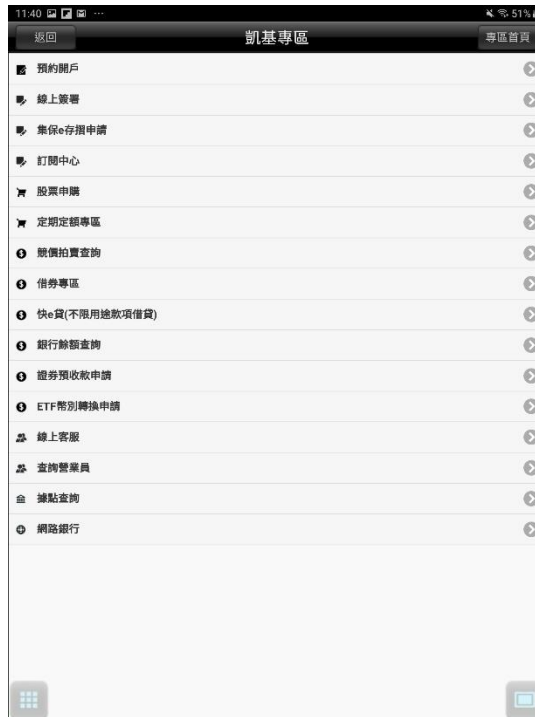 11:40 ... 51%
返回 凱基專區 專區首頁
預約開戶
線上簽署
集保e存摺申請
訂閱中心
股票申購
定期定額專區
競價拍賣查詢
借券專區
快e貸(不限用途款項借貸)
銀行餘額查詢
證券預收款申請
ETF幣別轉換申請
線上客服
查詢營業員
據點查詢
網路銀行